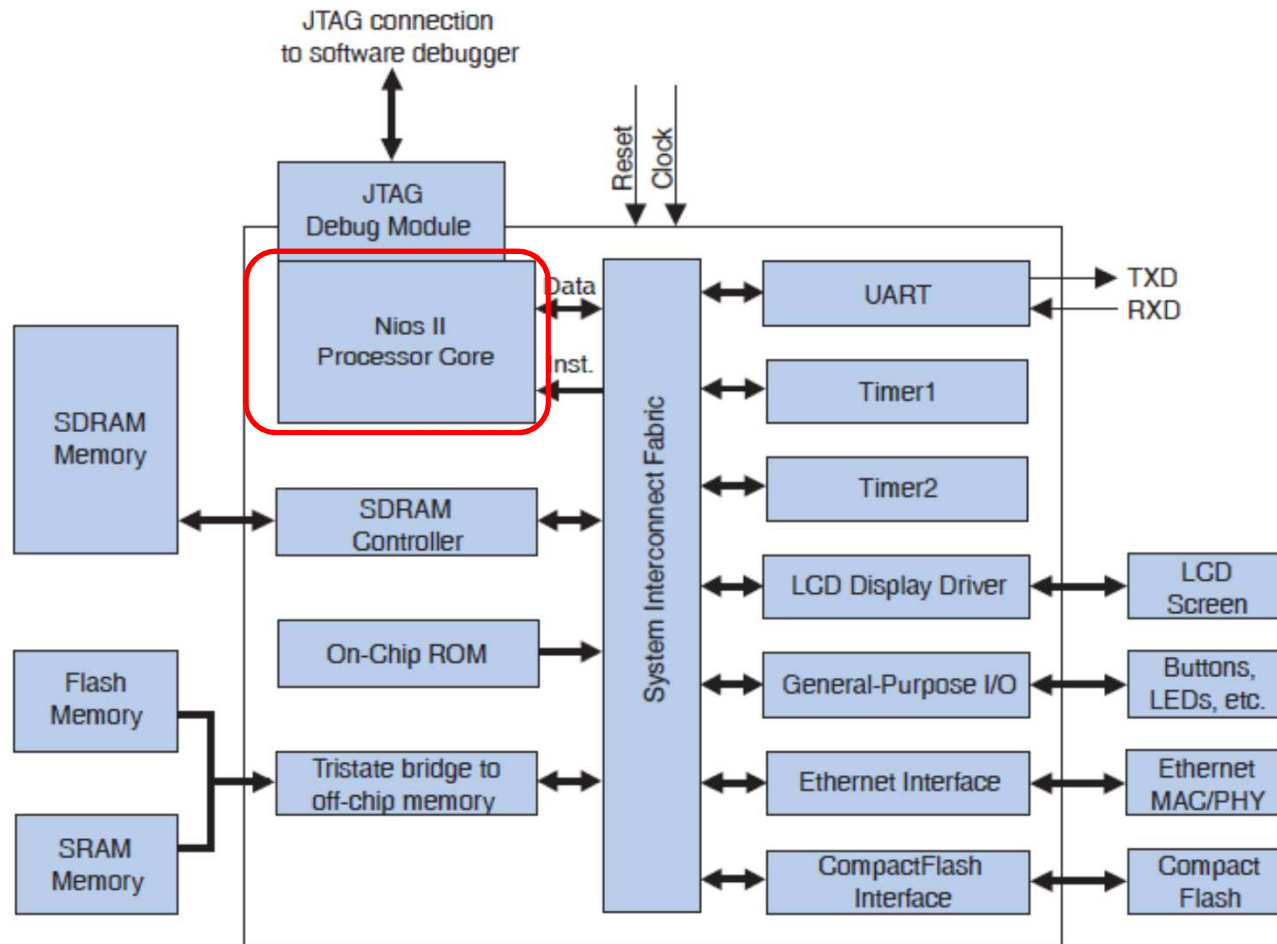 JTAG connection
to software debugger
Reset
Clock
JTAG
Debug Module
Nios II
Processor Core
Data
Inst.
SDRAM
Memory
SDRAM
Controller
On-Chip ROM
Flash
Memory
Tristate bridge to
off-chip memory
SRAM
Memory
System Interconnect Fabric
UART
TXD
RXD
Timer1
Timer2
LCD Display Driver
LCD
Screen
General-Purpose I/O
Buttons,
LEDs, etc.
Ethernet Interface
Ethernet
MAC/PHY
CompactFlash
Interface
Compact
Flash